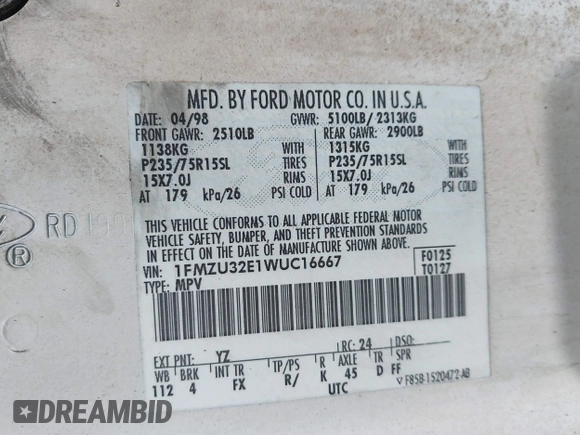 MFD. BY FORD MOTOR CO. IN U.S.A.
DATE: 04/98 GVWR: 5100LB/ 2313KG
FRONT GAWR: 2510LB REAR GAWR: 2900LB
1138KG WITH 1315KG WITH
P235/75R15SL TIRES P235/75R15SL TIRES
15X7.0J RIMS 15X7.0J RIMS
AT 179 kPa/26 PSI COLD AT 179 kPa/26 PSI COLD
THIS VEHICLE CONFORMS TO ALL APPLICABLE FEDERAL MOTOR
VEHICLE SAFETY, BUMPER, AND THEFT PREVENTION STANDARDS
IN EFFECT ON THE DATE OF MANUFACTURE SHOWN ABOVE.
VIN: 1FMZU32E1WUC16667 F0125
TYPE: MPV T0127
RD
®
EXT PNT: YZ RC: 24 DSO:
WB BRK INT TR TP/PS R AXLE TR SPR
112 4 FX R/ K 45 D FF
UTC
F85B-1520472-AB
DREAMBID